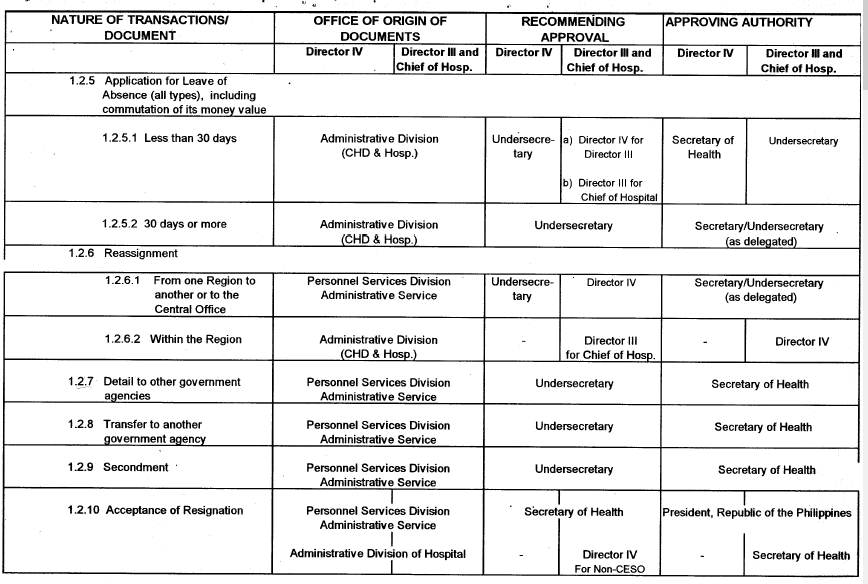 NATURE OF TRANSACTIONS/ DOCUMENT | OFFICE OF ORIGIN OF DOCUMENTS | RECOMMENDING APPROVAL | APPROVING AUTHORITY
Director IV | Director III and Chief of Hosp. | Director IV | Director III and Chief of Hosp. | Director IV | Director III and Chief of Hosp.
1.2.5 Application for Leave of
Absence (all types), including
commutation of its money value
1.2.5.1 Less than 30 days | Administrative Division (CHD & Hosp.) | Undersecre- tary | a) Director IV for Director III b) Director III for Chief of Hospital | Secretary of Health | Undersecretary
1.2.5.2 30 days or more | Administrative Division (CHD & Hosp.) | Undersecretary | Secretary/Undersecretary (as delegated)
1.2.6 Reassignment
1.2.6.1 From one Region to another or to the Central Office | Personnel Services Division Administrative Service | Undersecre- tary | Director IV | Secretary/Undersecretary (as delegated)
1.2.6.2 Within the Region | Administrative Division (CHD & Hosp.) | - | Director III for Chief of Hosp. | - | Director IV
1.2.7 Detail to other government agencies | Personnel Services Division Administrative Service | Undersecretary | Secretary of Health
1.2.8 Transfer to another government agency | Personnel Services Division Administrative Service | Undersecretary | Secretary of Health
1.2.9 Secondment | Personnel Services Division Administrative Service | Undersecretary | Secretary of Health
1.2.10 Acceptance of Resignation | Personnel Services Division Administrative Service | Secretary of Health | President, Republic of the Philippines
Administrative Division of Hospital | - | Director IV For Non-CESO | - | Secretary of Health